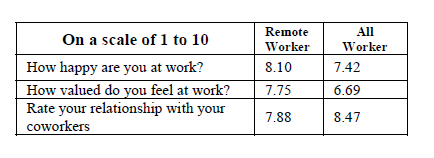 On a scale of 1 to 10 Remote Worker All Worker
How happy are you at work? 8.10 7.42
How valued do you feel at work? 7.75 6.69
Rate your relationship with your coworkers 7.88 8.47